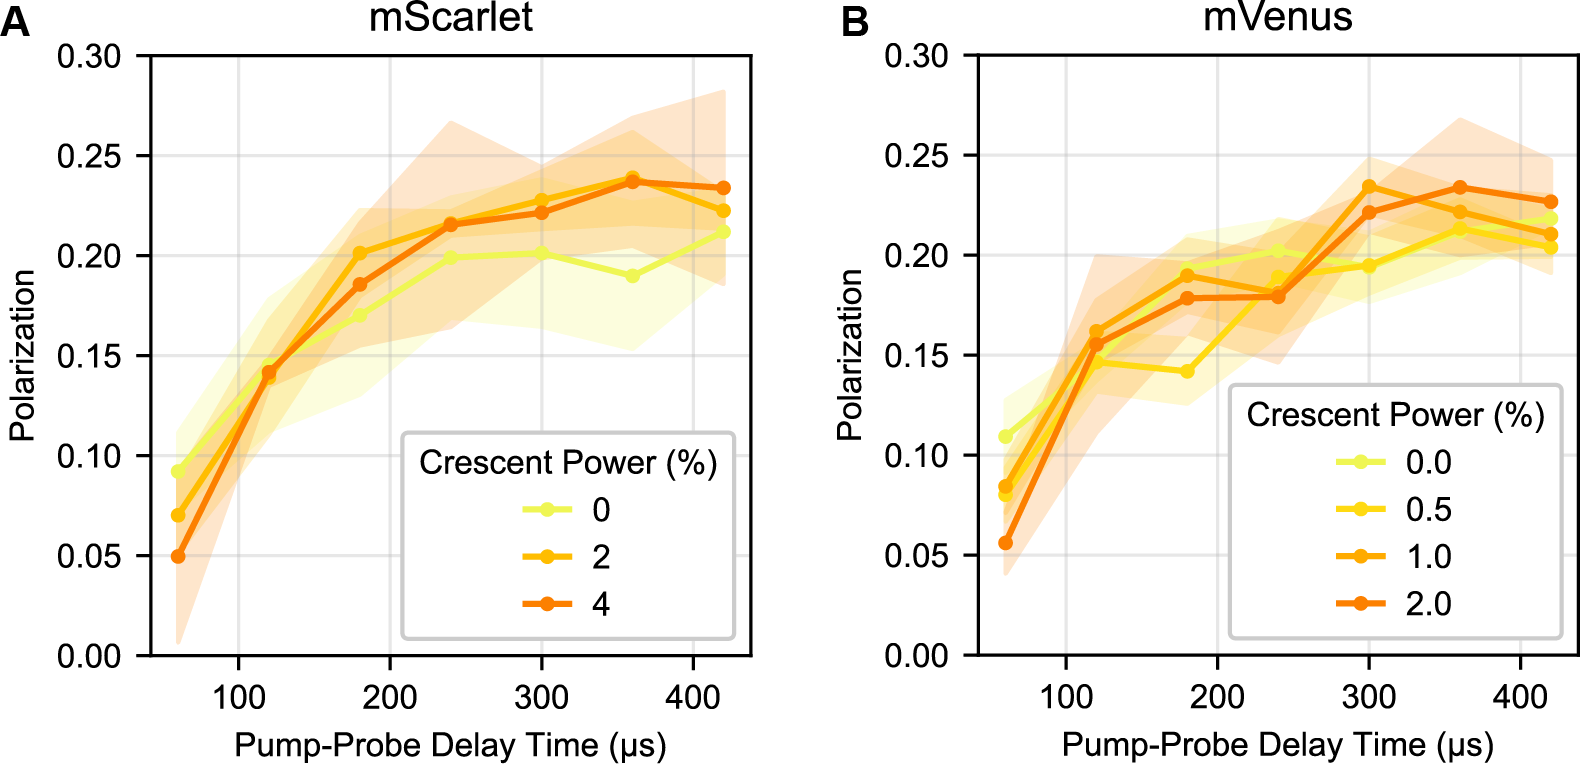 A
mScarlet
0.30
0.25
0.20
0.15
0.10
0.05
0.00
Polarization
100
200
300
400
Pump-Probe Delay Time (µs)
Crescent Power (%)
0
2
4
B
mVenus
0.30
0.25
0.20
0.15
0.10
0.05
0.00
Polarization
100
200
300
400
Pump-Probe Delay Time (µs)
Crescent Power (%)
0.0
0.5
1.0
2.0